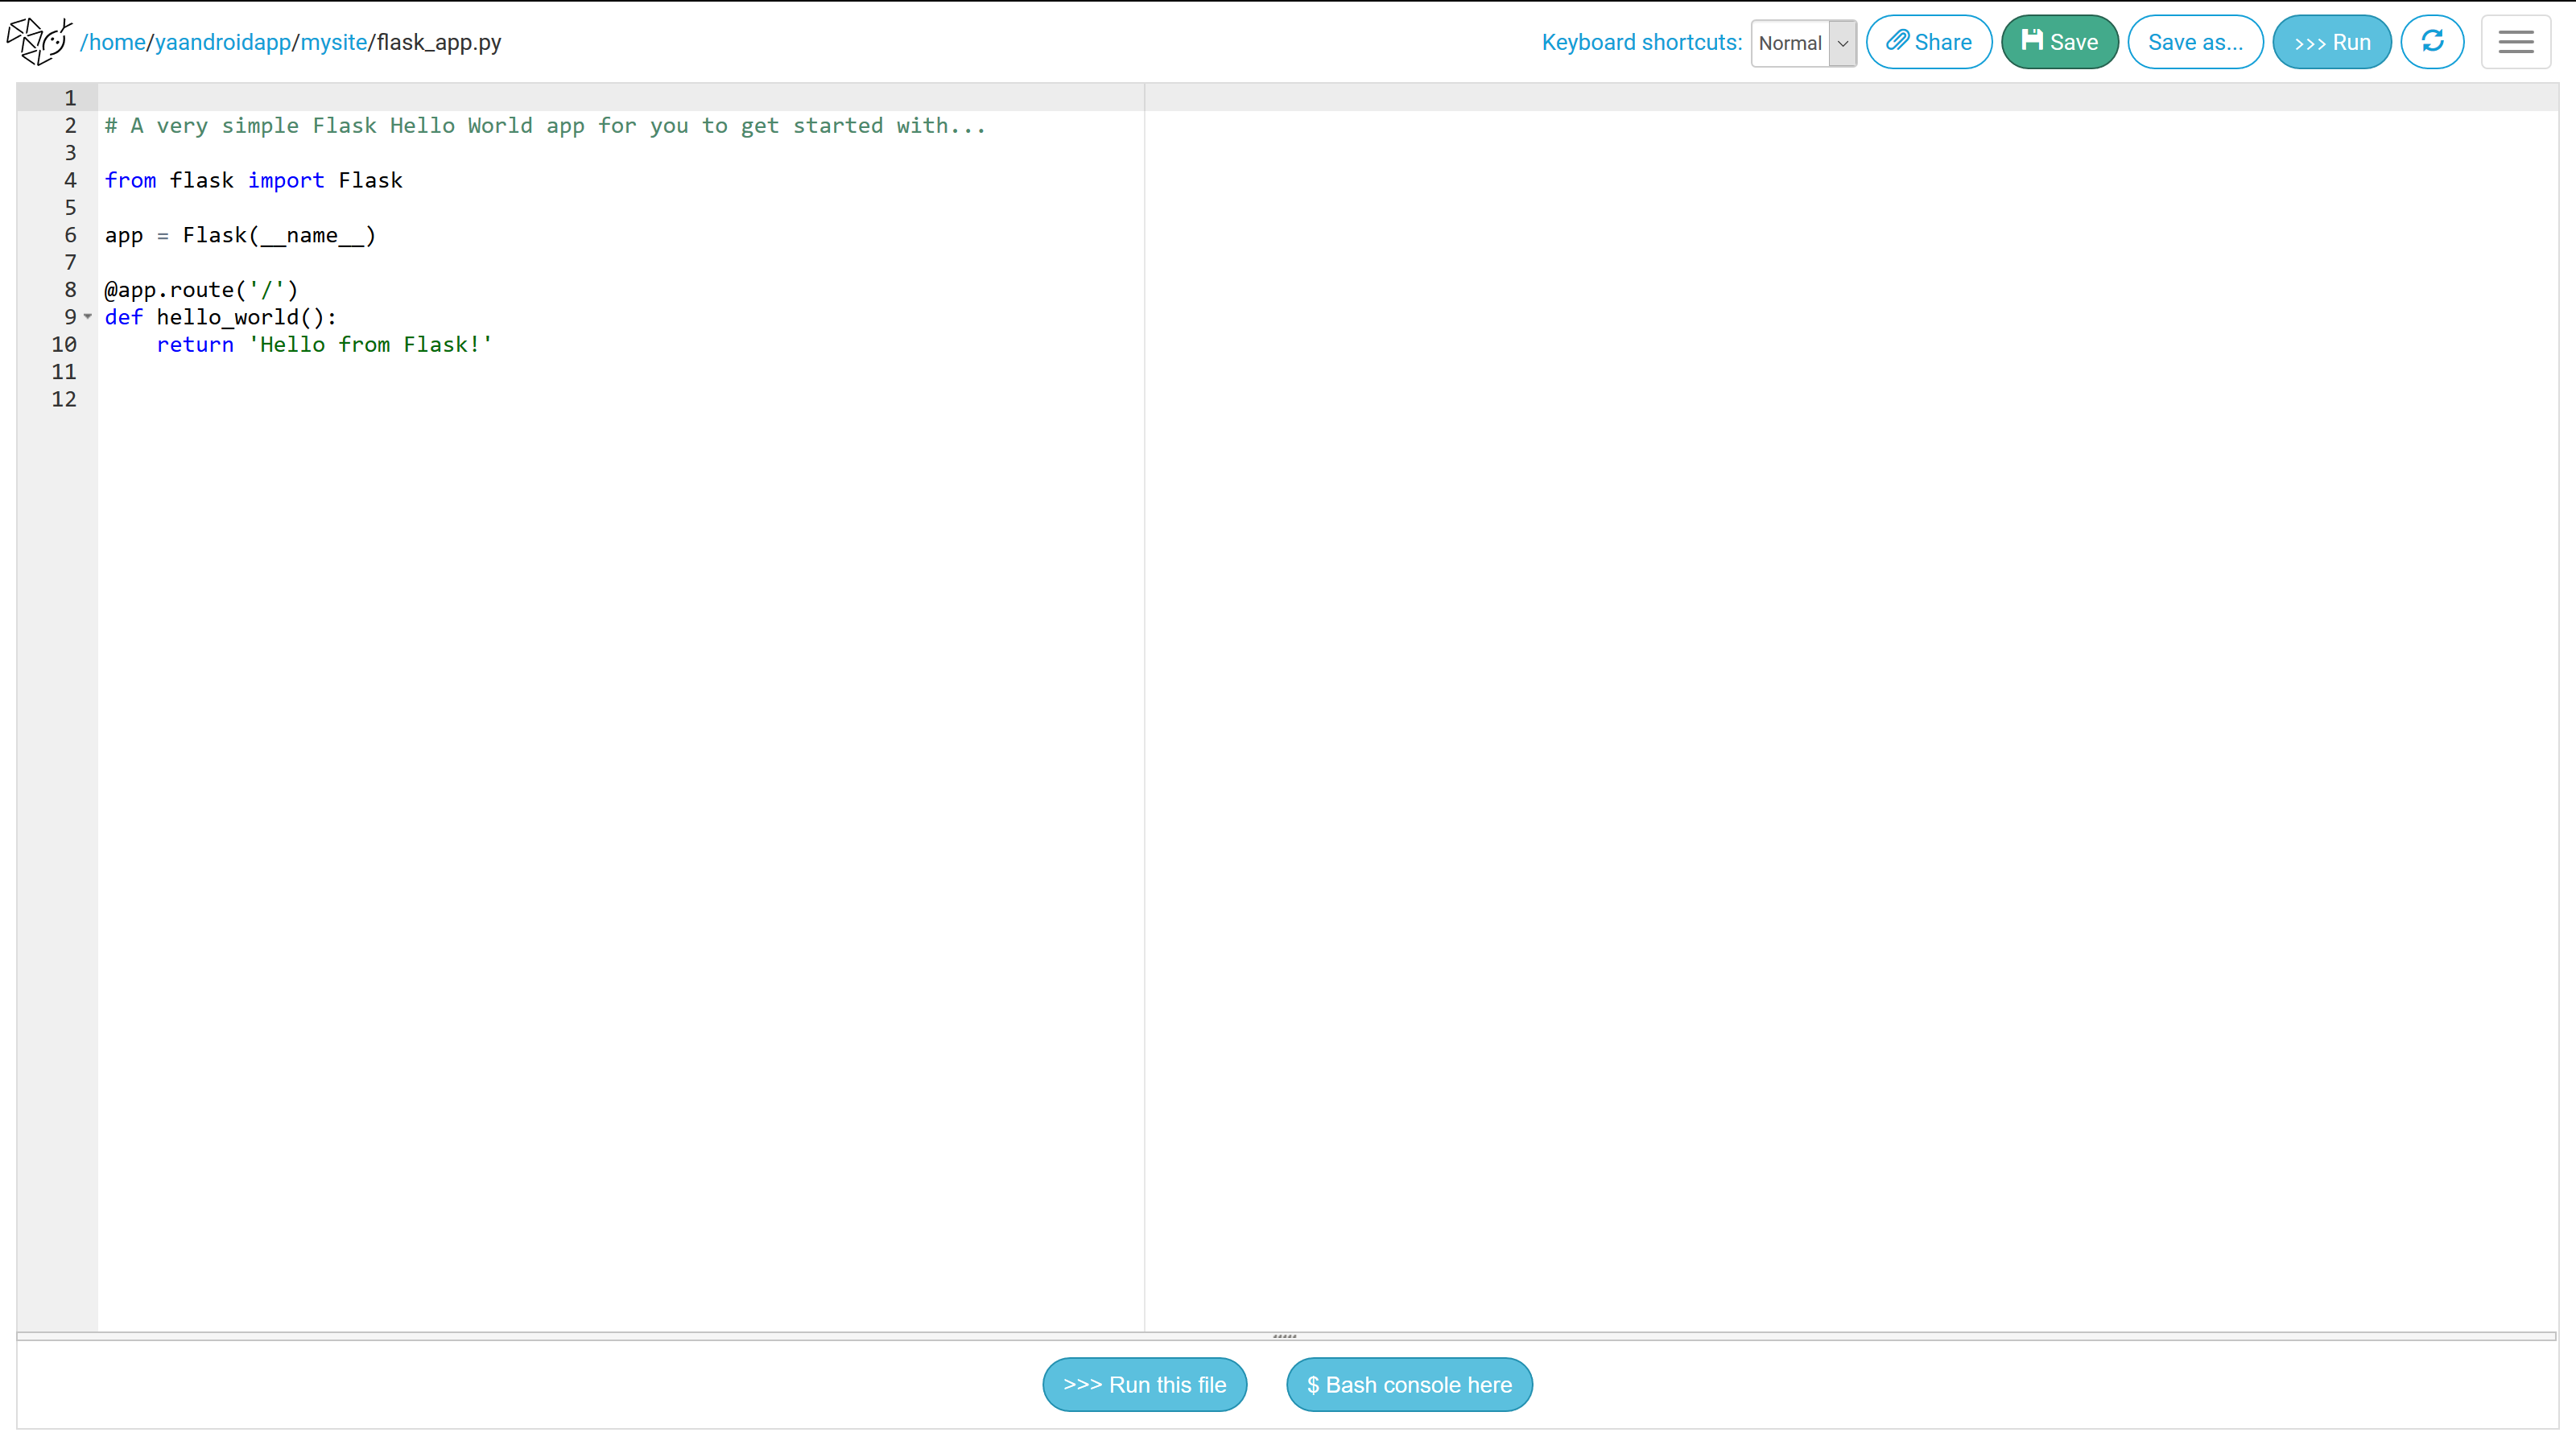 /home/yaandroidapp/mysite/flask_app.py Keyboard shortcuts: Normal Share Save Save as... >>> Run
1
2 # A very simple Flask Hello World app for you to get started with...
3
4 from flask import Flask
5
6 app = Flask(__name__)
7
8 @app.route('/')
9 def hello_world():
10     return 'Hello from Flask!'
11
12
>>> Run this file $ Bash console here